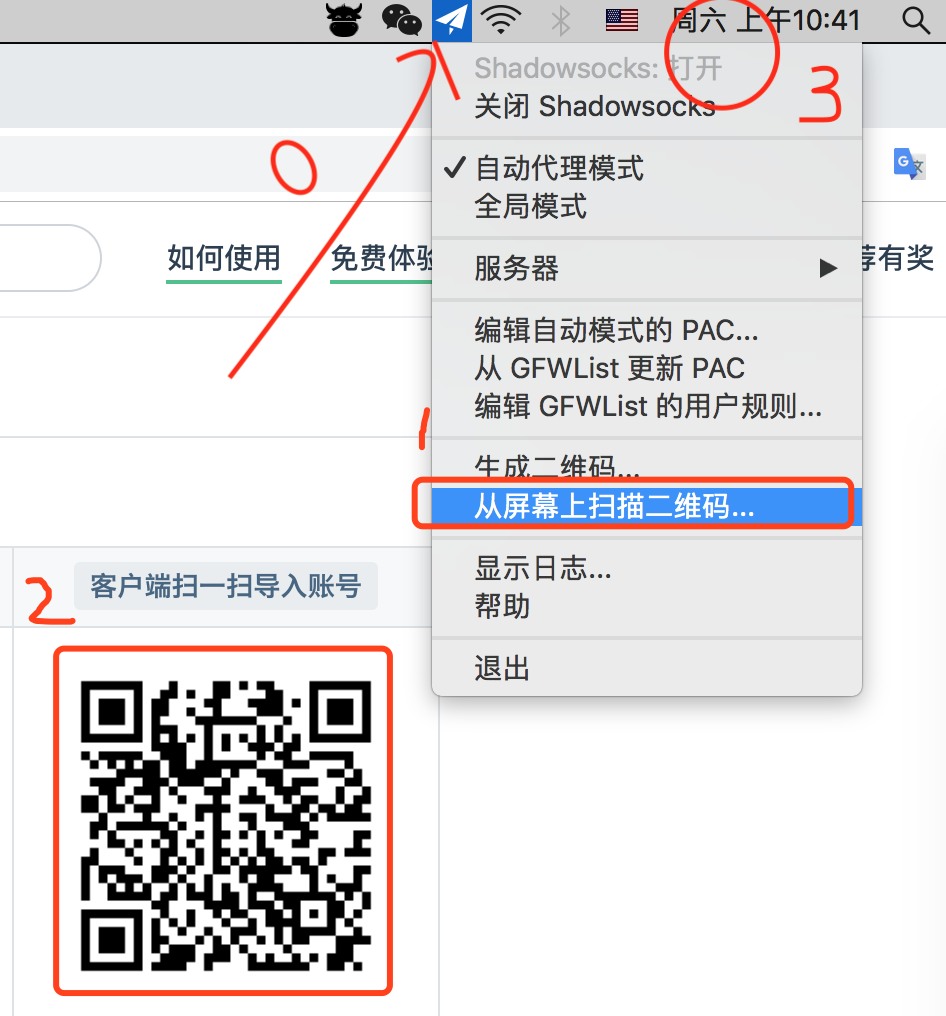 周六 上午10:41
Shadowsocks: 打开
关闭 Shadowsocks
3
0
自动代理模式
全局模式
如何使用
免费体验
荐有奖
服务器
编辑自动模式的 PAC...
从 GFWList 更新 PAC
编辑 GFWList 的用户规则...
1
生成二维码...
从屏幕上扫描二维码...
显示日志...
2
客户端扫一扫导入账号
帮助
退出